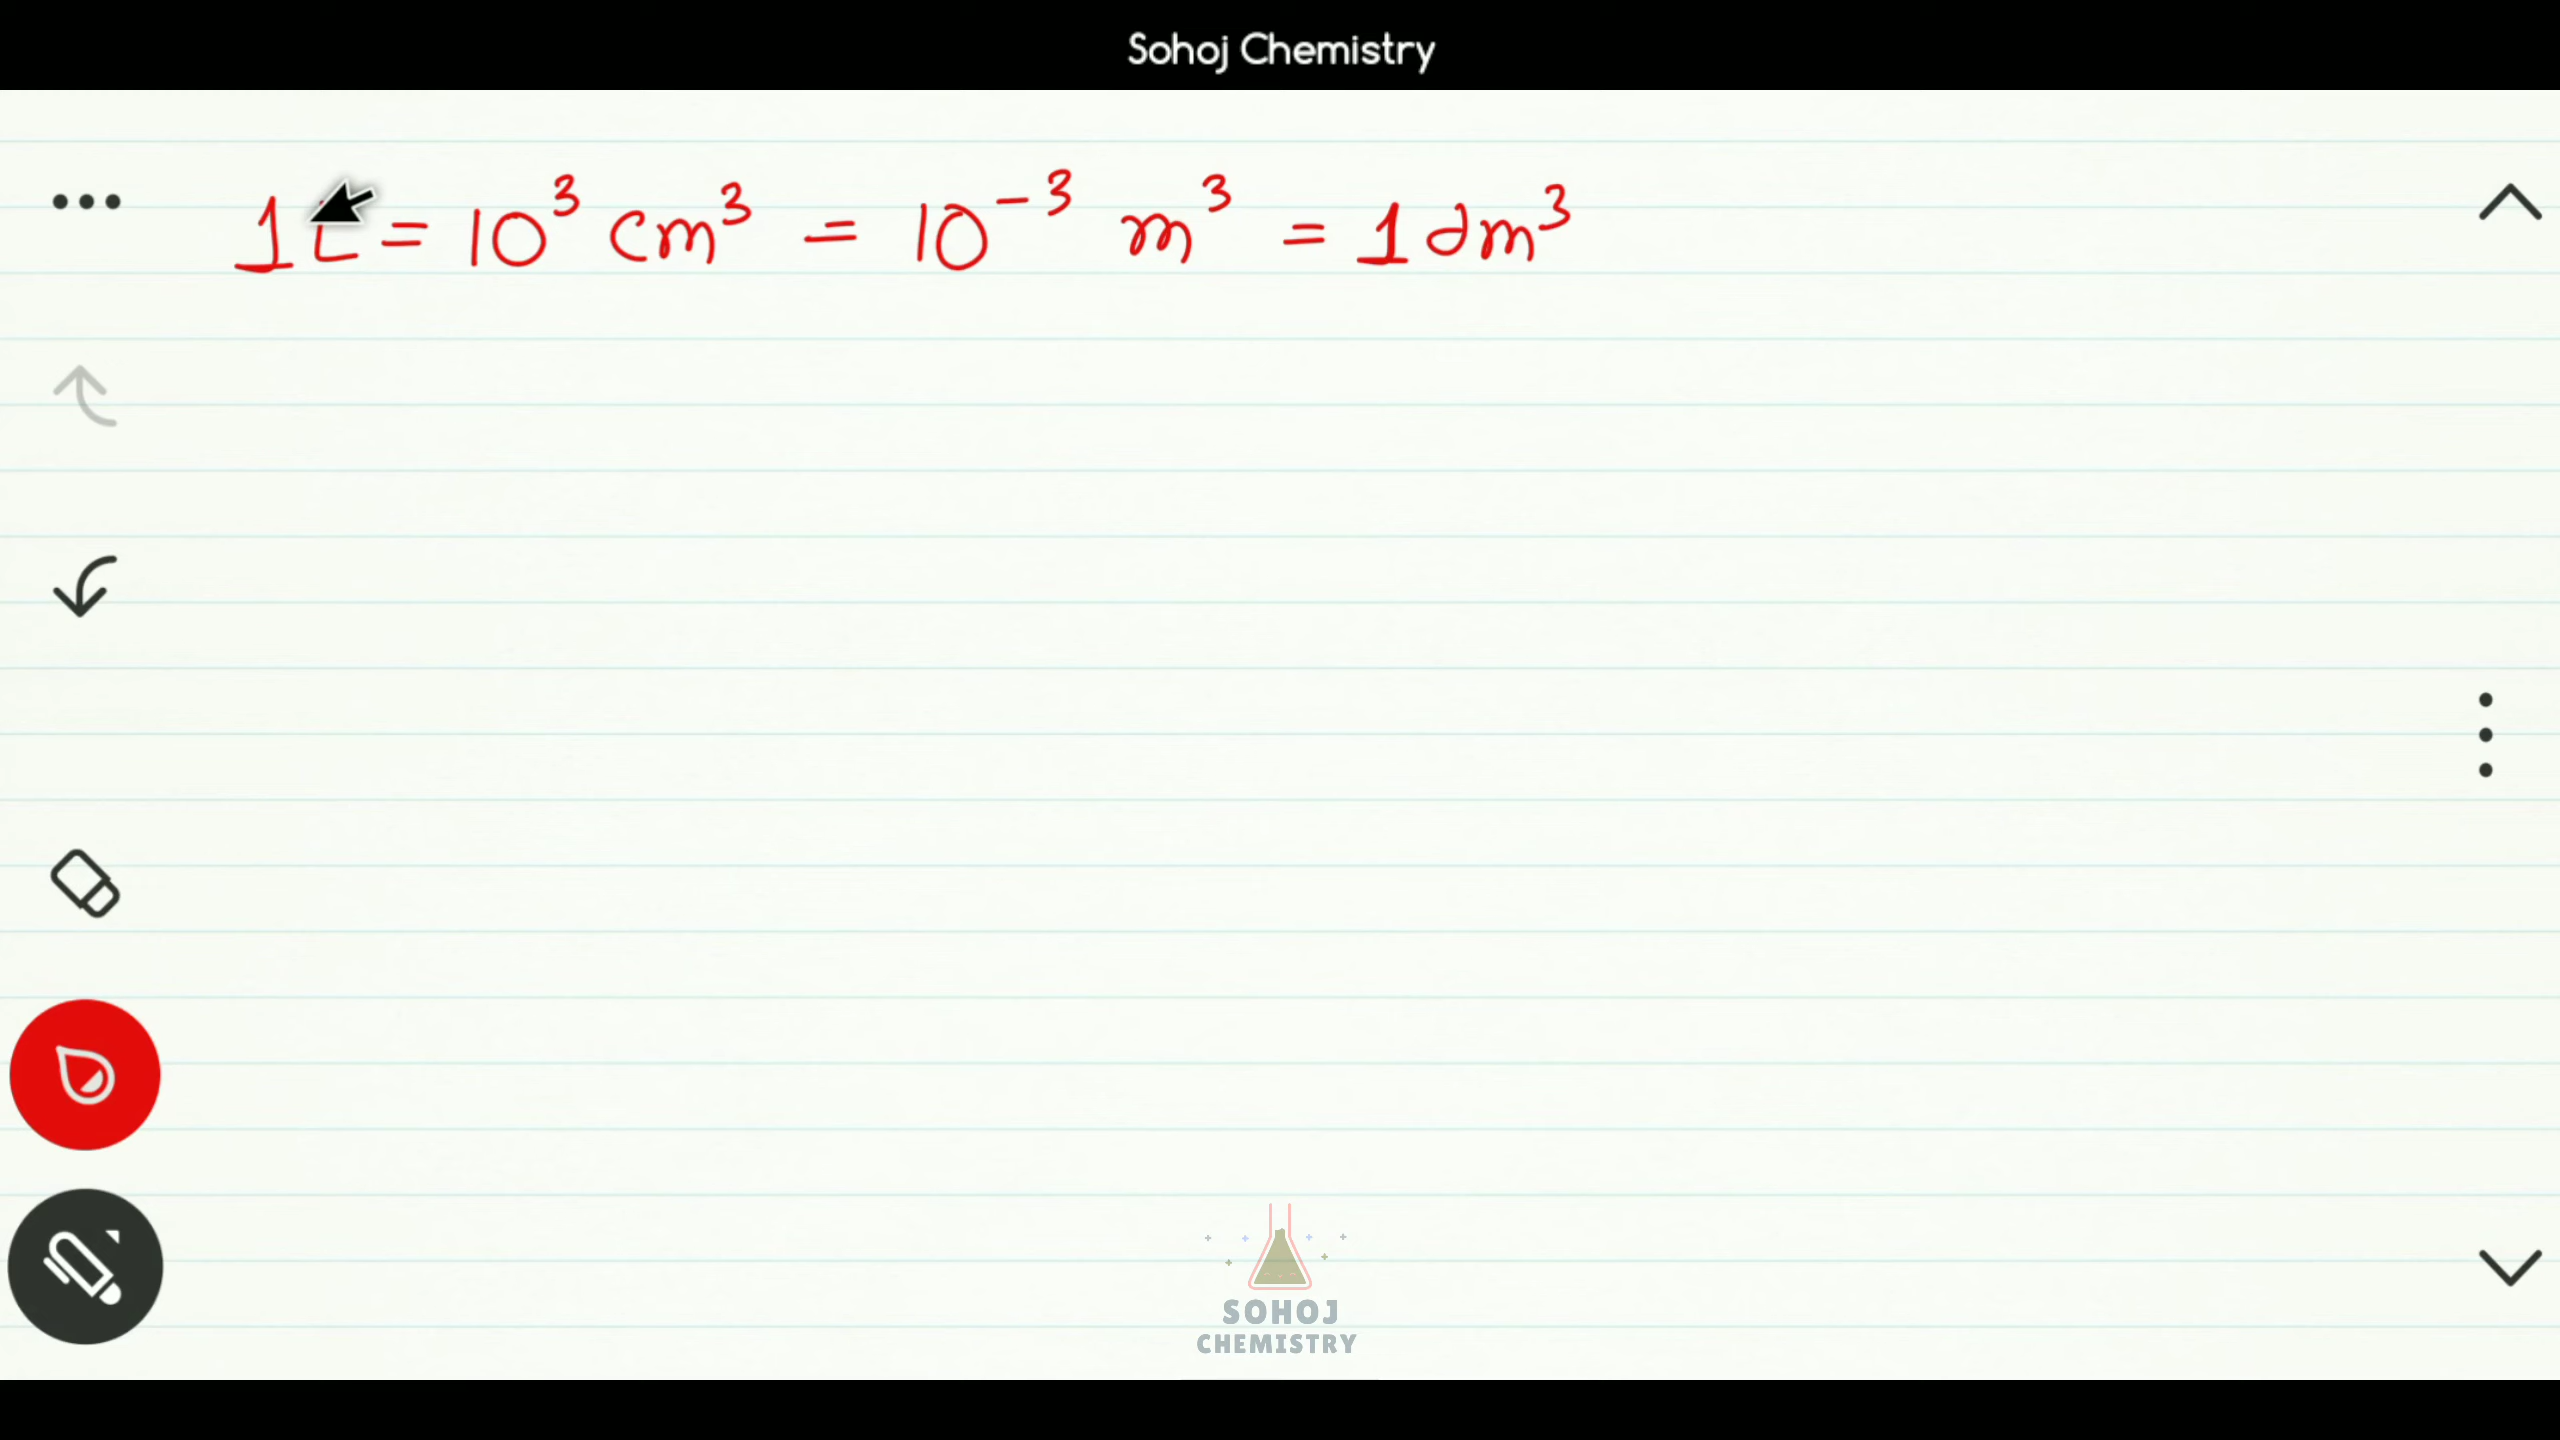 Sohoj Chemistry
1 L = 10³ cm³ = 10⁻³ m³ = 1 dm³
SOHOJ
CHEMISTRY